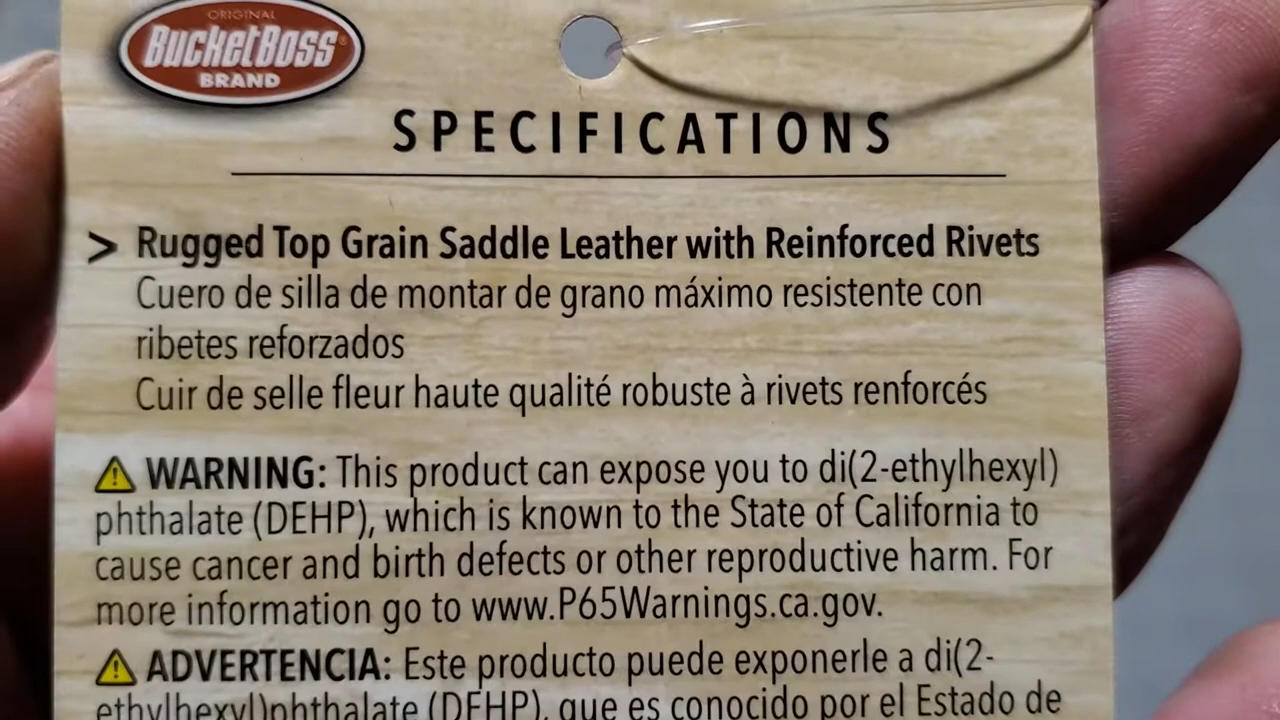 ORIGINAL
BucketBoss®
BRAND
SPECIFICATIONS
> Rugged Top Grain Saddle Leather with Reinforced Rivets
Cuero de silla de montar de grano máximo resistente con
ribetes reforzados
Cuir de selle fleur haute qualité robuste à rivets renforcés
WARNING: This product can expose you to di(2-ethylhexyl)
phthalate (DEHP), which is known to the State of California to
cause cancer and birth defects or other reproductive harm. For
more information go to www.P65Warnings.ca.gov.
ADVERTENCIA: Este producto puede exponerle a di(2-
ethylhexyl)phthalate (DEHP), que es conocido por el Estado de